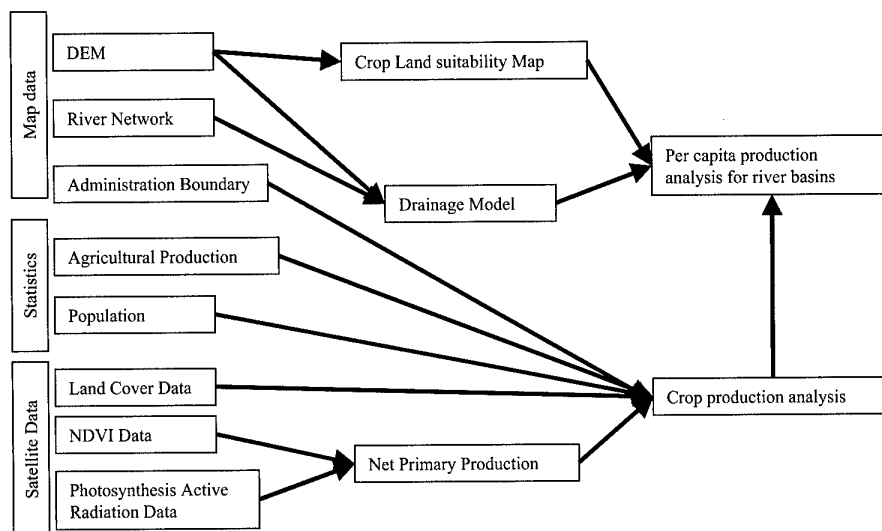 Map data
DEM
River Network
Administration Boundary
Statistics
Agricultural Production
Population
Satellite Data
Land Cover Data
NDVI Data
Photosynthesis Active
Radiation Data
Crop Land suitability Map
Drainage Model
Net Primary Production
Per capita production
analysis for river basins
Crop production analysis